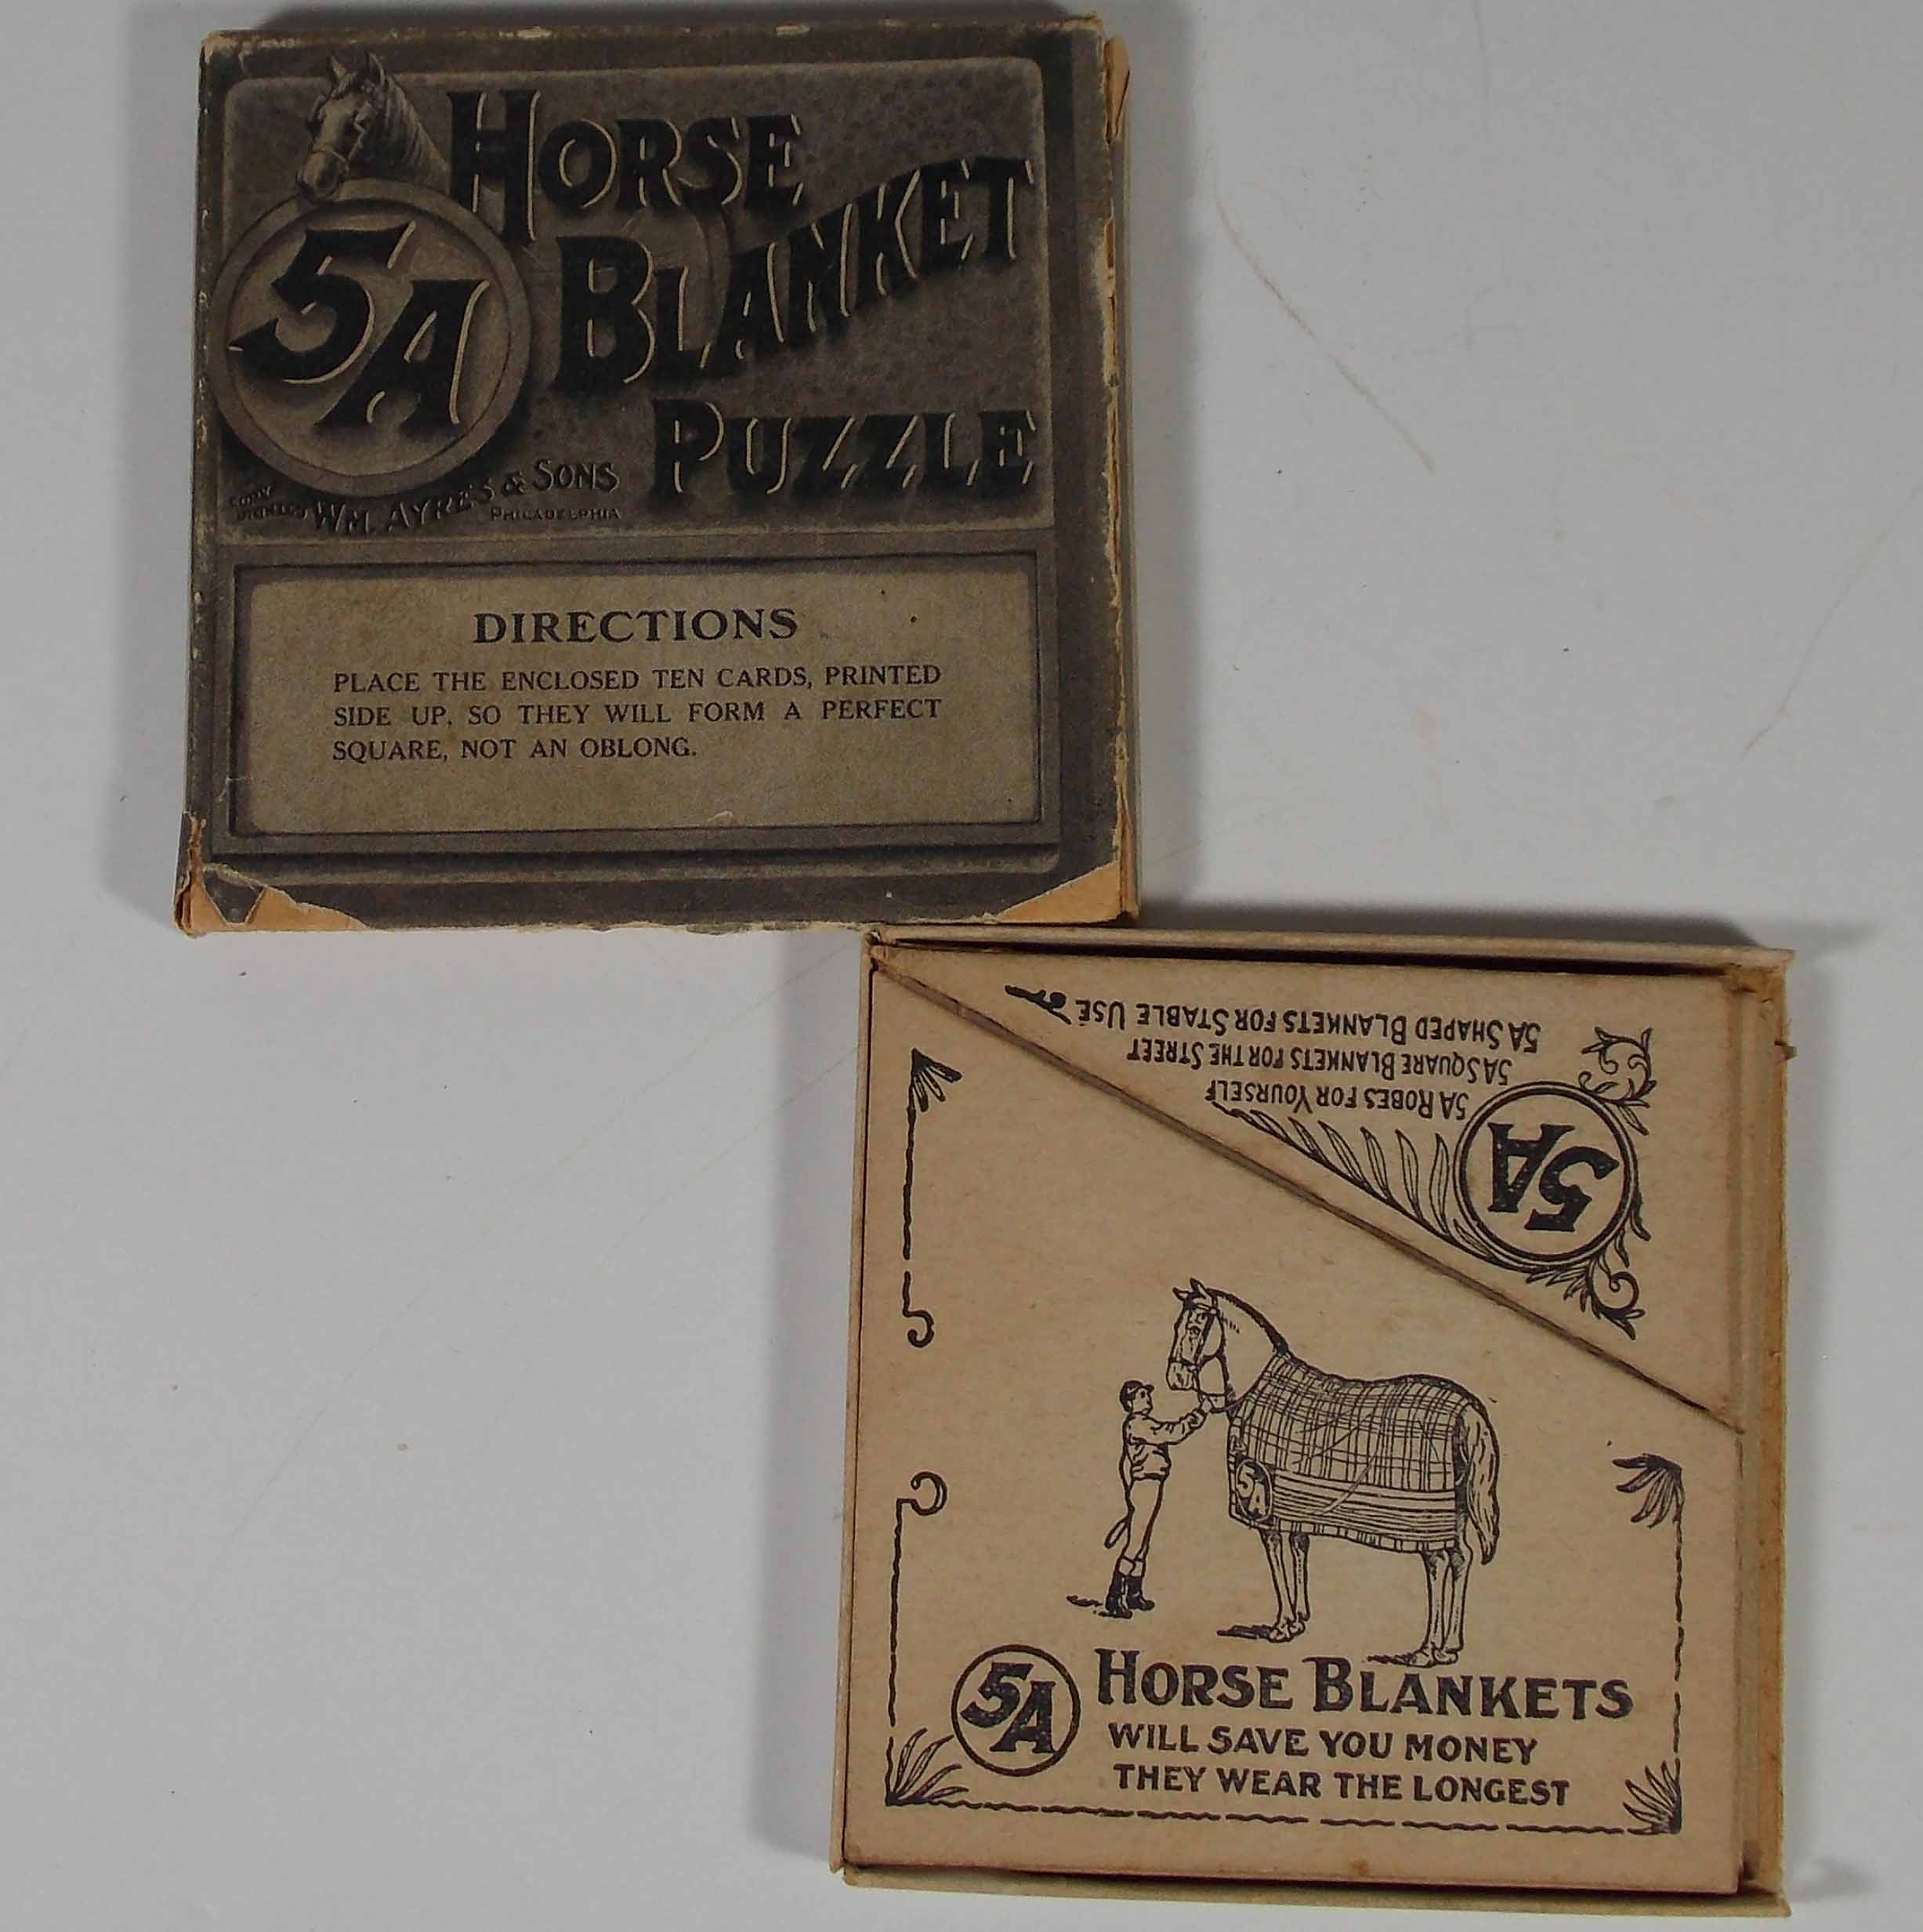 HORSE
BLANKET
PUZZLE
5A
WM. AYRES & SONS
PHILADELPHIA
DIRECTIONS
PLACE THE ENCLOSED TEN CARDS, PRINTED
SIDE UP, SO THEY WILL FORM A PERFECT
SQUARE, NOT AN OBLONG.
5A SHAPED BLANKETS FOR STABLE USE
5A SQUARE BLANKETS FOR THE STREET
5A ROBES FOR YOURSELF
5A
5A
5A
HORSE BLANKETS
WILL SAVE YOU MONEY
THEY WEAR THE LONGEST